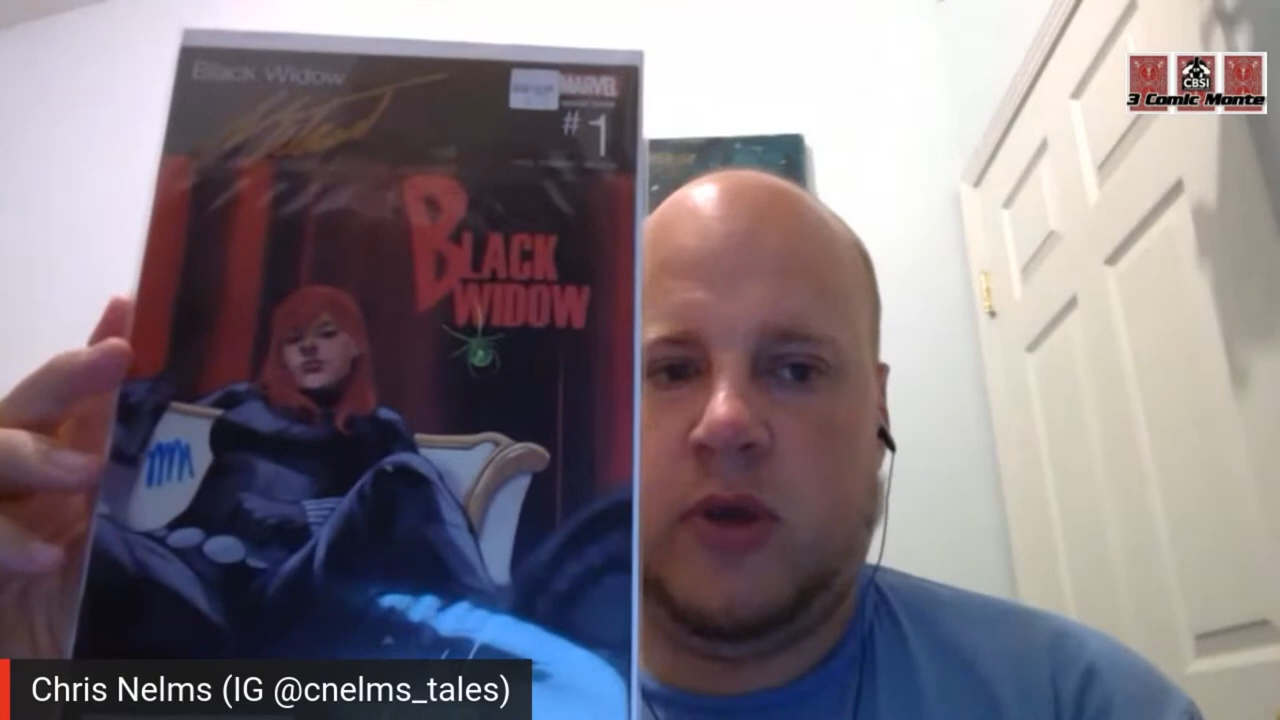 Black Widow
MARVEL
#1
BLACK
WIDOW
CBSI
3 Comic Monte
Chris Nelms (IG @cnelms_tales)